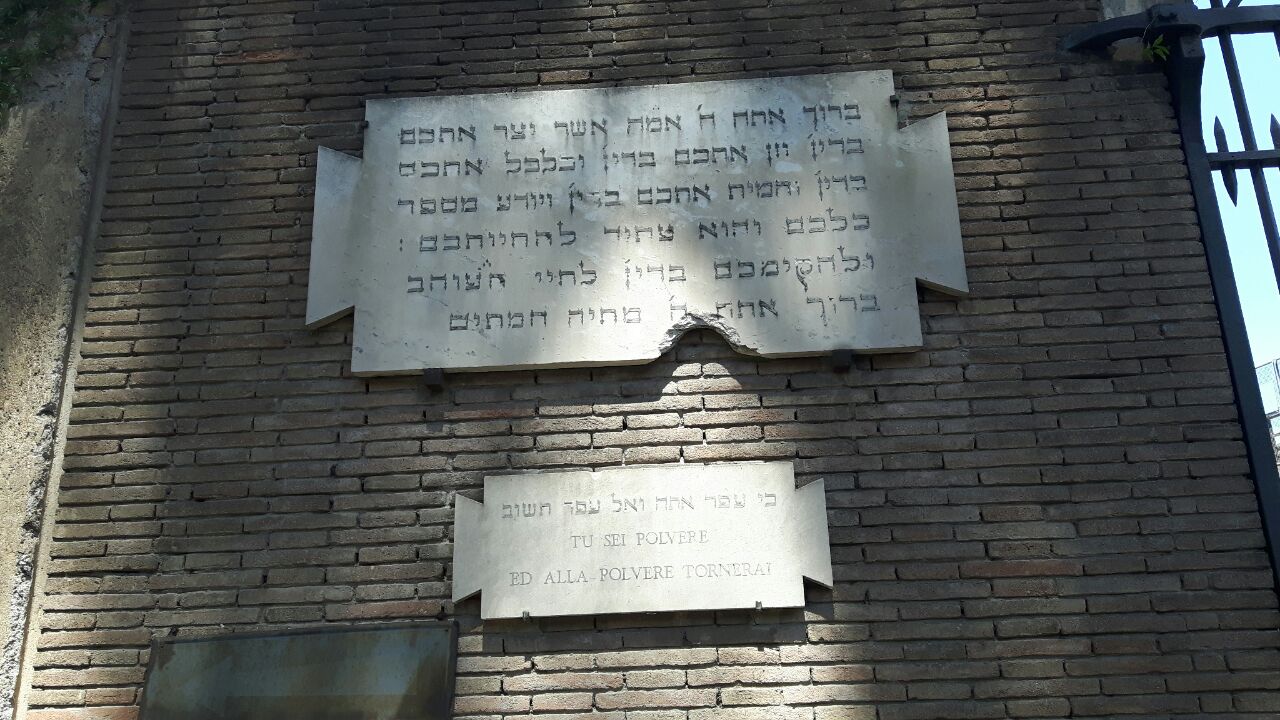 ברוך אתה ה׳ אמה אשר יצר אתכם
בדין׳ וזן אתכם בדין׳ וכלכל אתכם
בדין׳ והמית אתכם בדין׳ ויודע מספר
כלכם והוא עתיד להחיותכם :
ולהקימכם בדין׳ לחיי העוהב
ברוך אתה ה׳ מחיה המתים
כי עפר אתה ואל עפר תשוב
TU SEI POLVERE
ED ALLA POLVERE TORNERAI